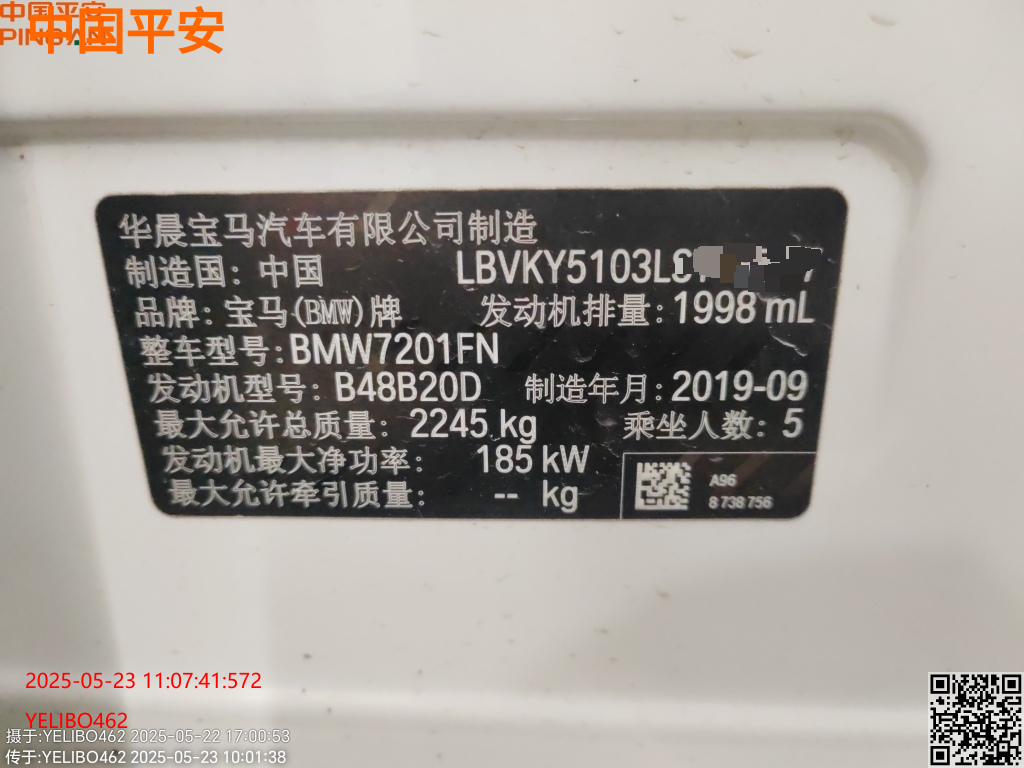 中国平安
PING AN
中国平安
华晨宝马汽车有限公司制造
制造国: 中国 LBVKY5103L
品牌: 宝马(BMW)牌 发动机排量: 1998 mL
整车型号: BMW7201FN
发动机型号: B48B20D 制造年月: 2019-09
最大允许总质量: 2245 kg 乘坐人数: 5
发动机最大净功率: 185 kW
最大允许牵引质量: -- kg
A96
8 738 756
2025-05-23 11:07:41:572
YELIBO462
摄于:YELIBO462 2025-05-22 17:00:53
传于:YELIBO462 2025-05-23 10:01:38